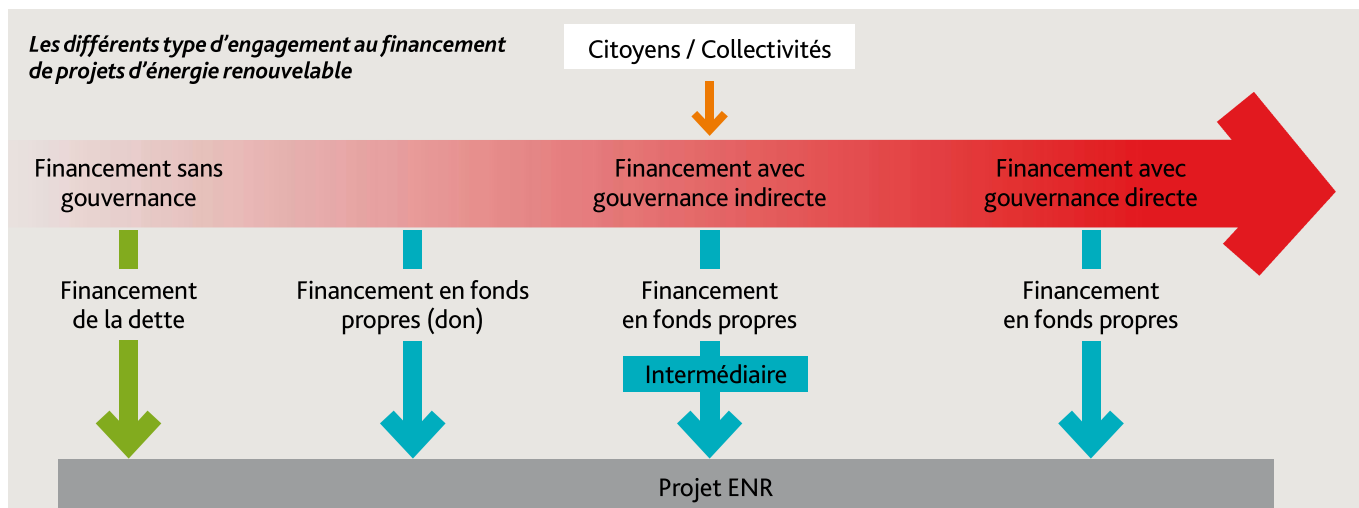 Les différents type d'engagement au financement
de projets d'énergie renouvelable
Citoyens / Collectivités
Financement sans
gouvernance
Financement avec
gouvernance indirecte
Financement avec
gouvernance directe
Financement
de la dette
Financement en fonds
propres (don)
Financement
en fonds propres
Intermédiaire
Financement
en fonds propres
Projet ENR